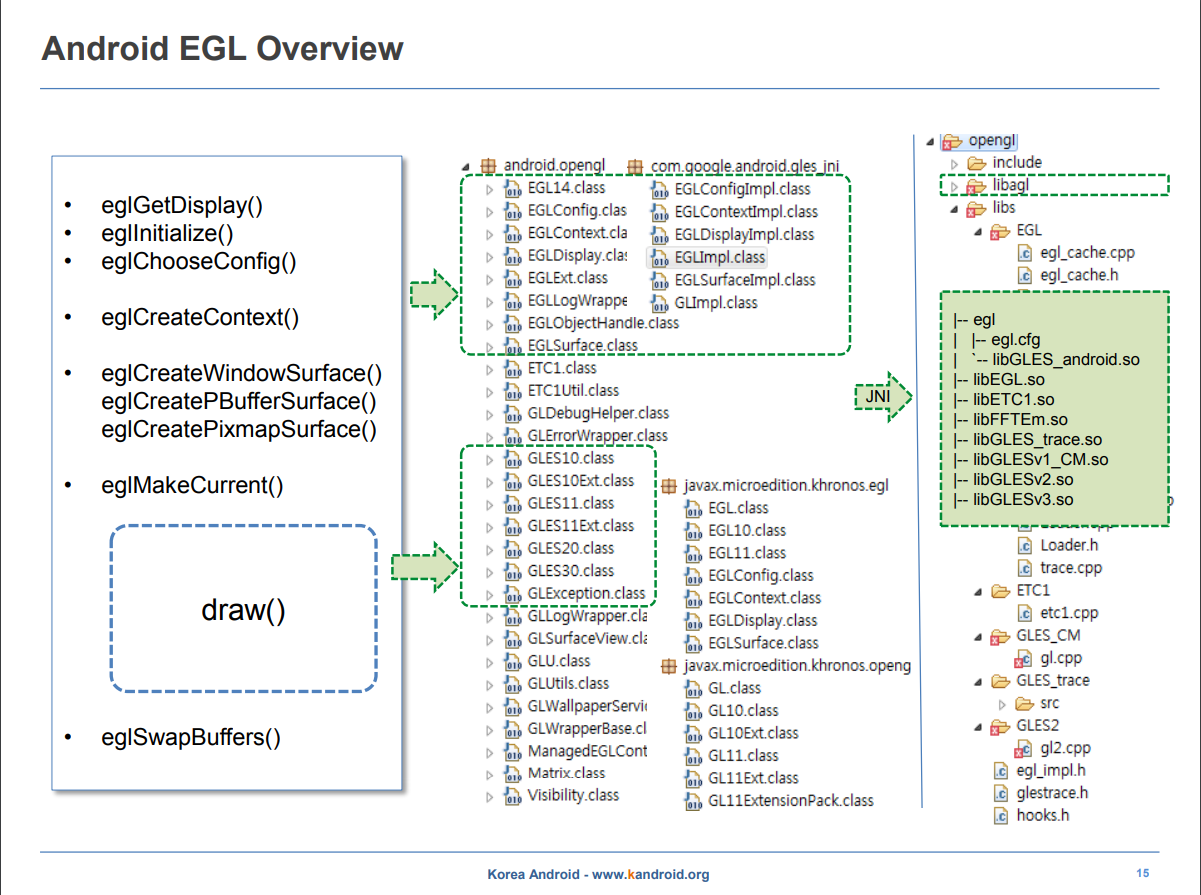 Android EGL Overview
• eglGetDisplay()
• eglInitialize()
• eglChooseConfig()
• eglCreateContext()
• eglCreateWindowSurface()
eglCreatePBufferSurface()
eglCreatePixmapSurface()
• eglMakeCurrent()
draw()
• eglSwapBuffers()
android.opengl
EGL14.class
EGLConfig.clas
EGLContext.cla
EGLDisplay.clas
EGLExt.class
EGLLogWrappe
EGLObjectHandle.class
EGLSurface.class
ETC1.class
ETC1Util.class
GLDebugHelper.class
GLErrorWrapper.class
GLES10.class
GLES10Ext.class
GLES11.class
GLES11Ext.class
GLES20.class
GLES30.class
GLException.class
GLLogWrapper.cla
GLSurfaceView.cla
GLU.class
GLUtils.class
GLWallpaperServic
GLWrapperBase.cl
ManagedEGLCont
Matrix.class
Visibility.class
com.google.android.gles_jni
EGLConfigImpl.class
EGLContextImpl.class
EGLDisplayImpl.class
EGLImpl.class
EGLSurfaceImpl.class
GLImpl.class
javax.microedition.khronos.egl
EGL.class
EGL10.class
EGL11.class
EGLConfig.class
EGLContext.class
EGLDisplay.class
EGLSurface.class
javax.microedition.khronos.openg
GL.class
GL10.class
GL10Ext.class
GL11.class
GL11Ext.class
GL11ExtensionPack.class
JNI
opengl
include
libagl
libs
EGL
egl_cache.cpp
egl_cache.h
|-- egl
| |-- egl.cfg
| `-- libGLES_android.so
|-- libEGL.so
|-- libETC1.so
|-- libFFTEm.so
|-- libGLES_trace.so
|-- libGLESv1_CM.so
|-- libGLESv2.so
|-- libGLESv3.so
Loader.h
trace.cpp
ETC1
etc1.cpp
GLES_CM
gl.cpp
GLES_trace
src
GLES2
gl2.cpp
egl_impl.h
glestrace.h
hooks.h
Korea Android - www.kandroid.org
15